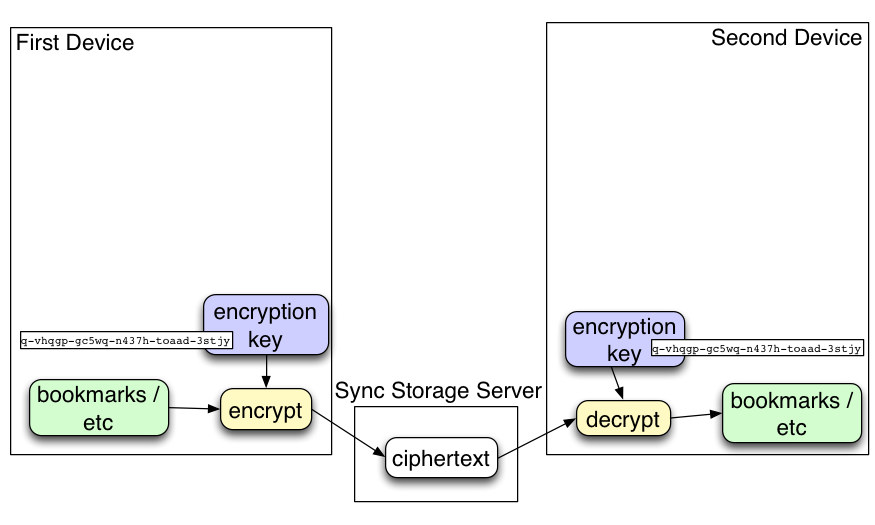 First Device
Second Device
encryption
key
q-vhqgp-gc5wq-n437h-toaad-3stjy
bookmarks /
etc
encrypt
Sync Storage Server
ciphertext
encryption
key
q-vhqgp-gc5wq-n437h-toaad-3stjy
decrypt
bookmarks /
etc